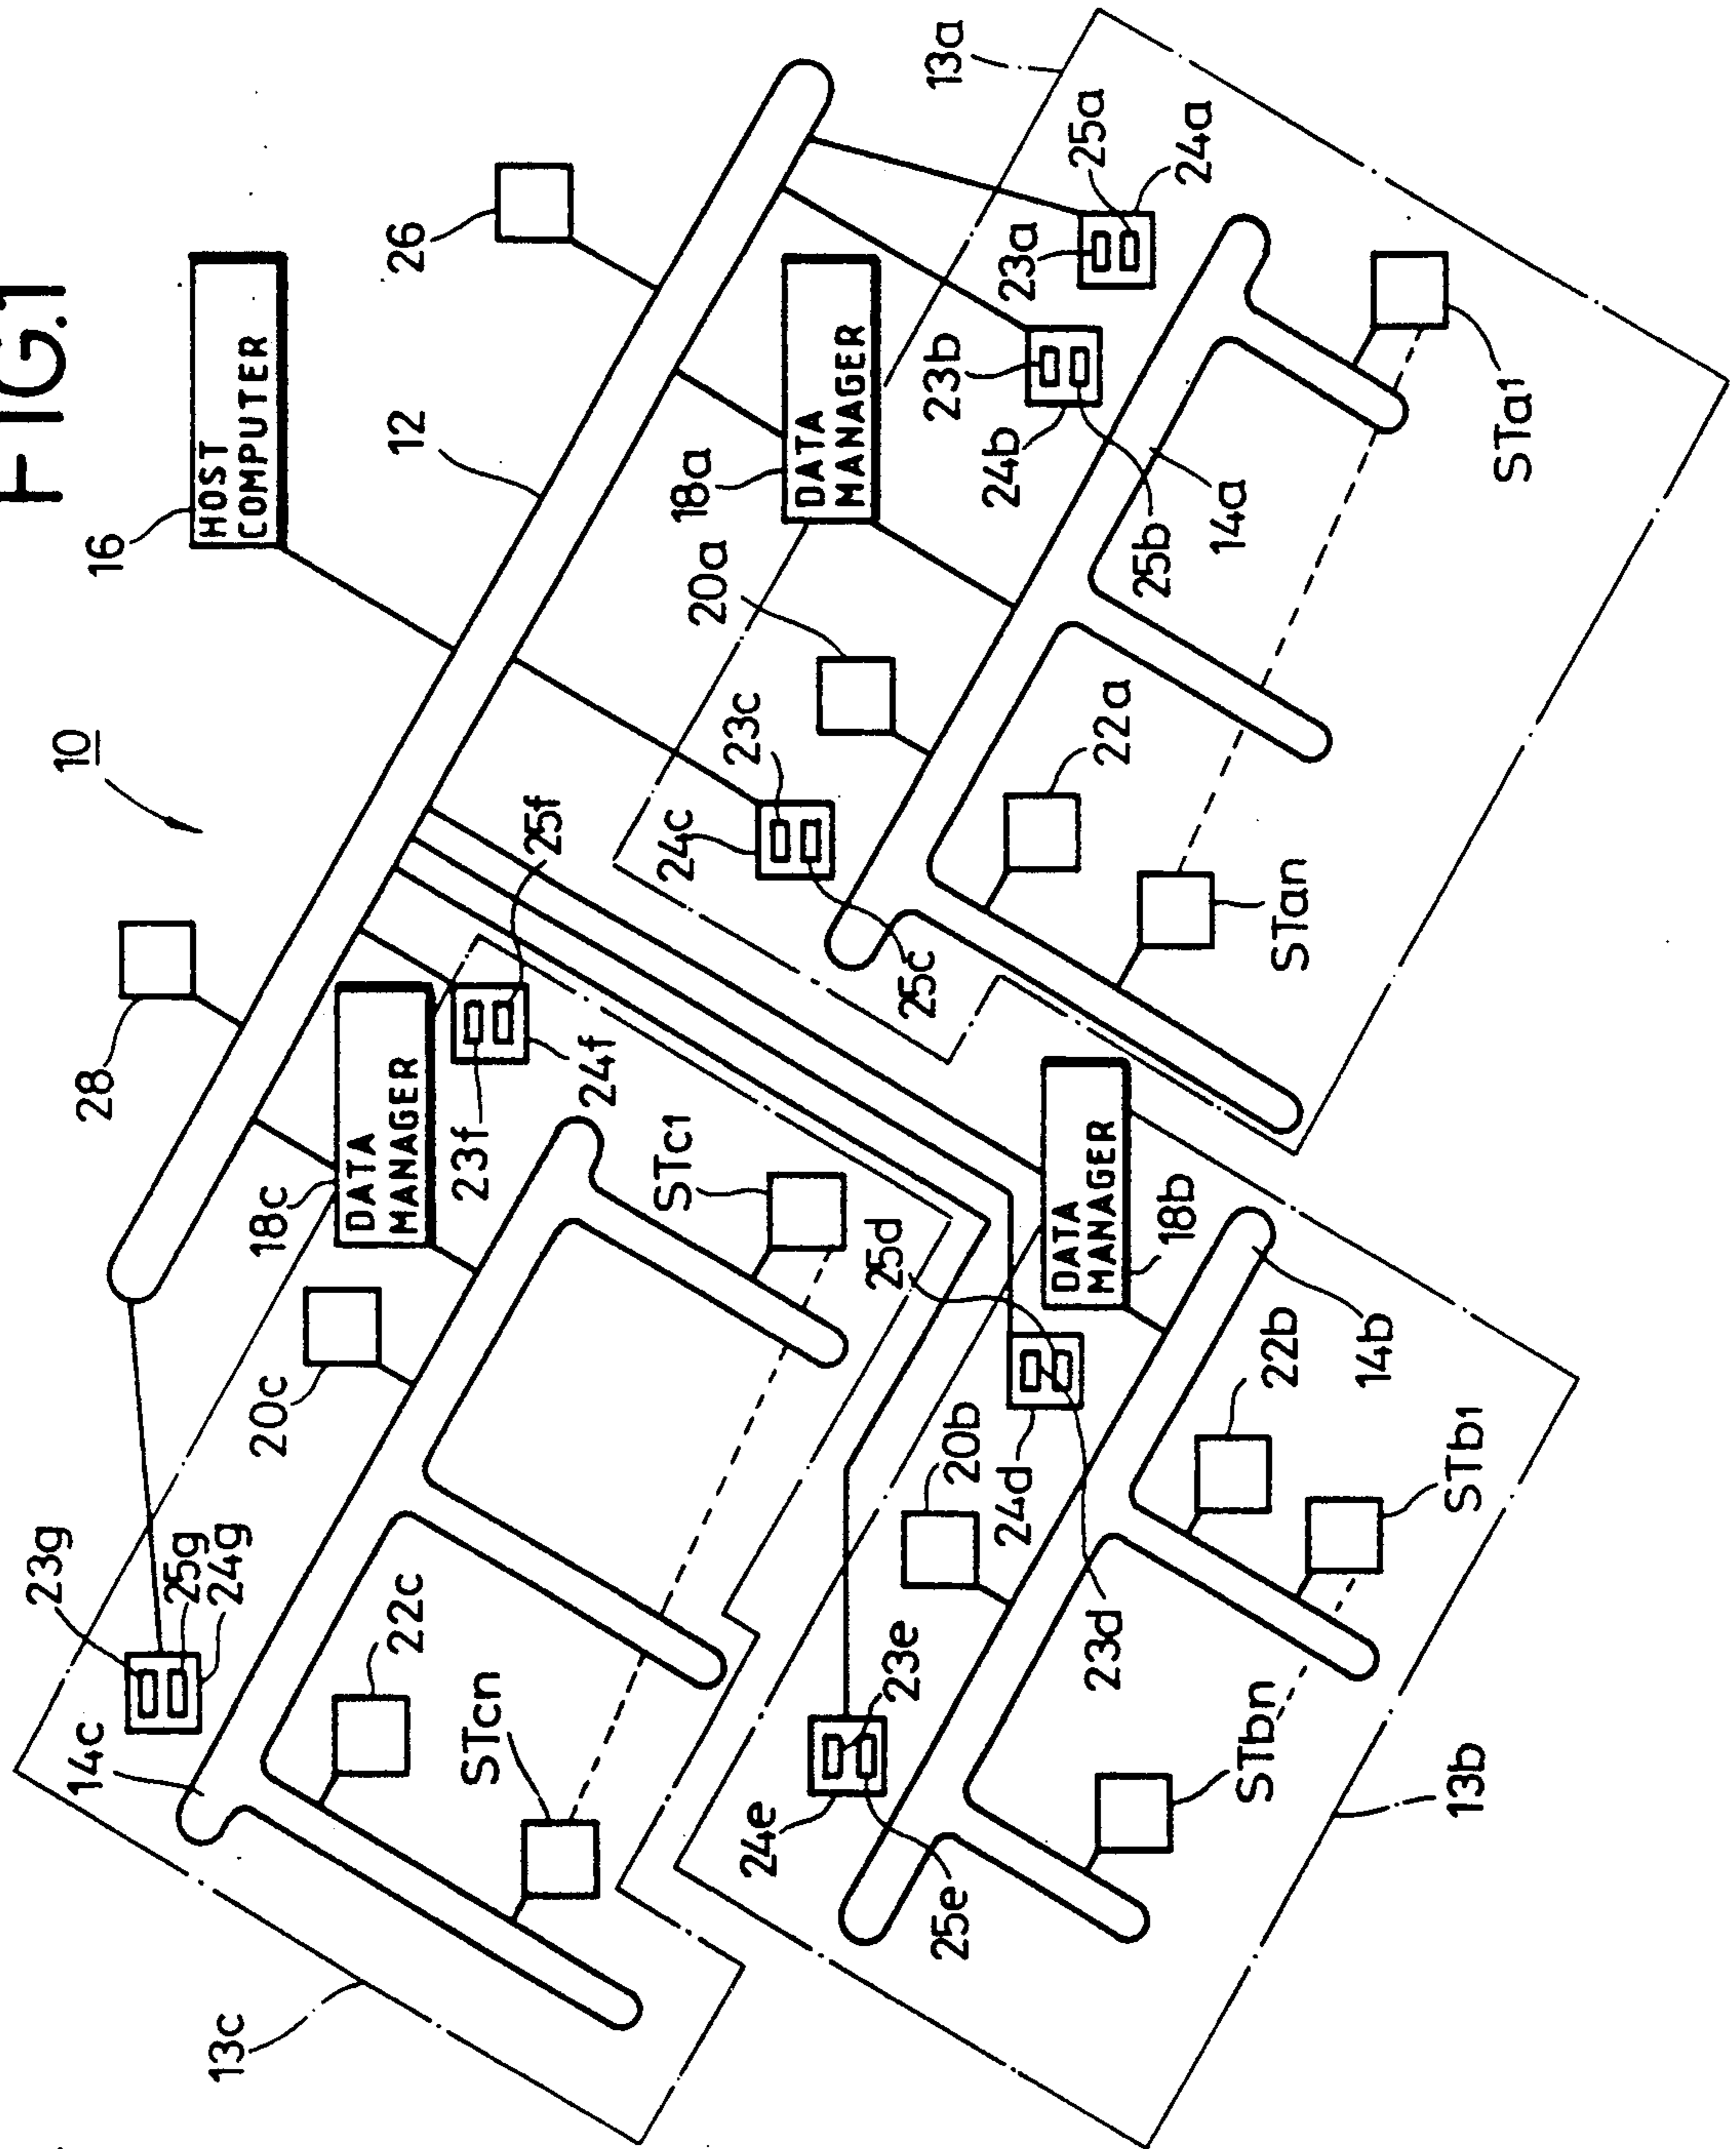 FIG.1
10
16
HOST
COMPUTER
28
12
26
18c
DATA
MANAGER
18a
DATA
MANAGER
13a
23g
25g
24g
20c
14c
13c
22c
STcn
23f
24f
25f
STc1
24c
23c
25c
20a
23b
24b
25b
23a
25a
24a
14a
22a
STan
STa1
25d
DATA
MANAGER
18b
20b
24d
23d
24e
23e
25e
14b
22b
STb1
STbn
13b